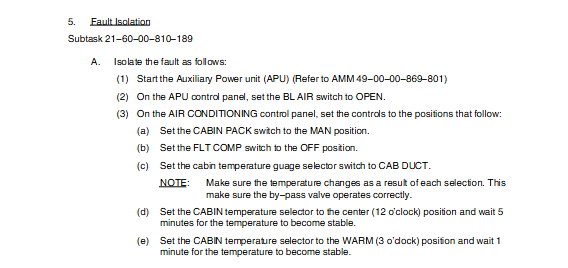 5. Fault Isolation
Subtask 21–60–00–810–189
A. Isolate the fault as follows:
(1) Start the Auxiliary Power unit (APU) (Refer to AMM 49–00–00–869–801)
(2) On the APU control panel, set the BL AIR switch to OPEN.
(3) On the AIR CONDITIONING control panel, set the controls to the positions that follow:
(a) Set the CABIN PACK switch to the MAN position.
(b) Set the FLT COMP switch to the OFF position.
(c) Set the cabin temperature guage selector switch to CAB DUCT.
NOTE: Make sure the temperature changes as a result of each selection. This
make sure the by–pass valve operates correctly.
(d) Set the CABIN temperature selector to the center (12 o'clock) position and wait 5
minutes for the temperature to become stable.
(e) Set the CABIN temperature selector to the WARM (3 o'clock) position and wait 1
minute for the temperature to become stable.